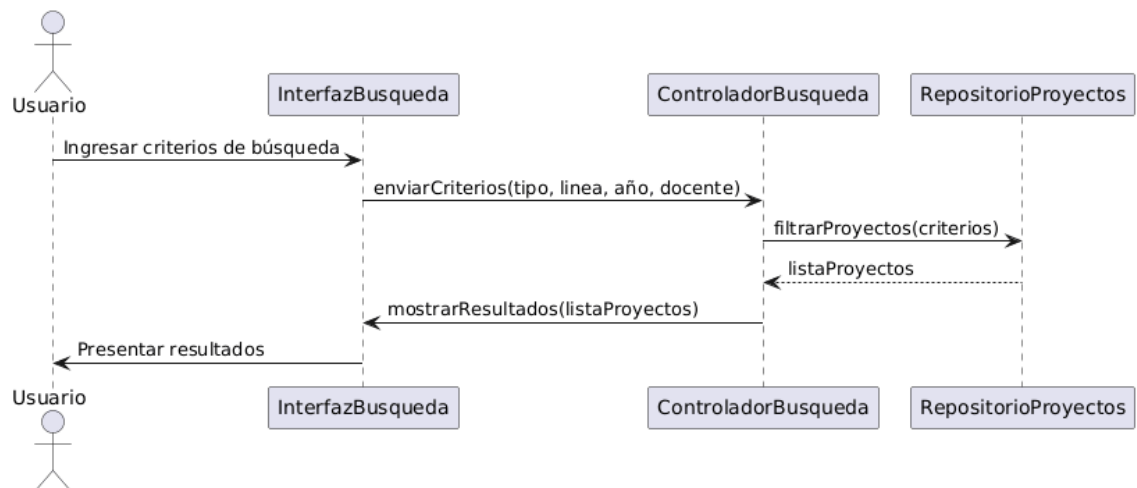 Usuario
InterfazBusqueda
ControladorBusqueda
RepositorioProyectos
Ingresar criterios de búsqueda
enviarCriterios(tipo, linea, año, docente)
filtrarProyectos(criterios)
listaProyectos
mostrarResultados(listaProyectos)
Presentar resultados
Usuario
InterfazBusqueda
ControladorBusqueda
RepositorioProyectos